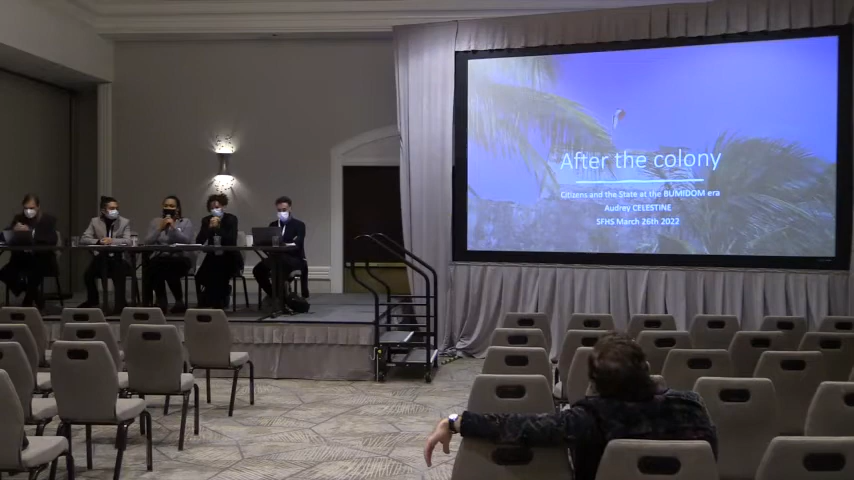 After the colony
Citizens and the State at the BUMIDOM era
Audrey CELESTINE
SFHS March 26th 2022